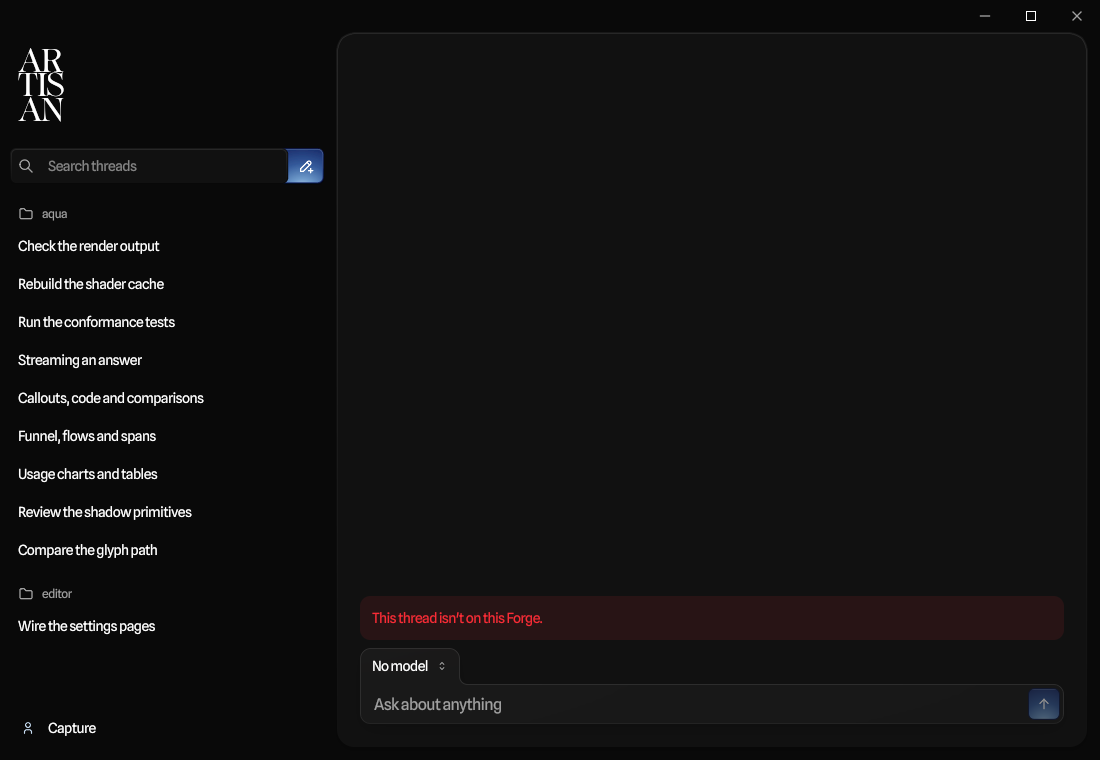 AR
TIS
AN
Search threads
aqua
Check the render output
Rebuild the shader cache
Run the conformance tests
Streaming an answer
Callouts, code and comparisons
Funnel, flows and spans
Usage charts and tables
Review the shadow primitives
Compare the glyph path
editor
Wire the settings pages
Capture
This thread isn't on this Forge.
No model
Ask about anything